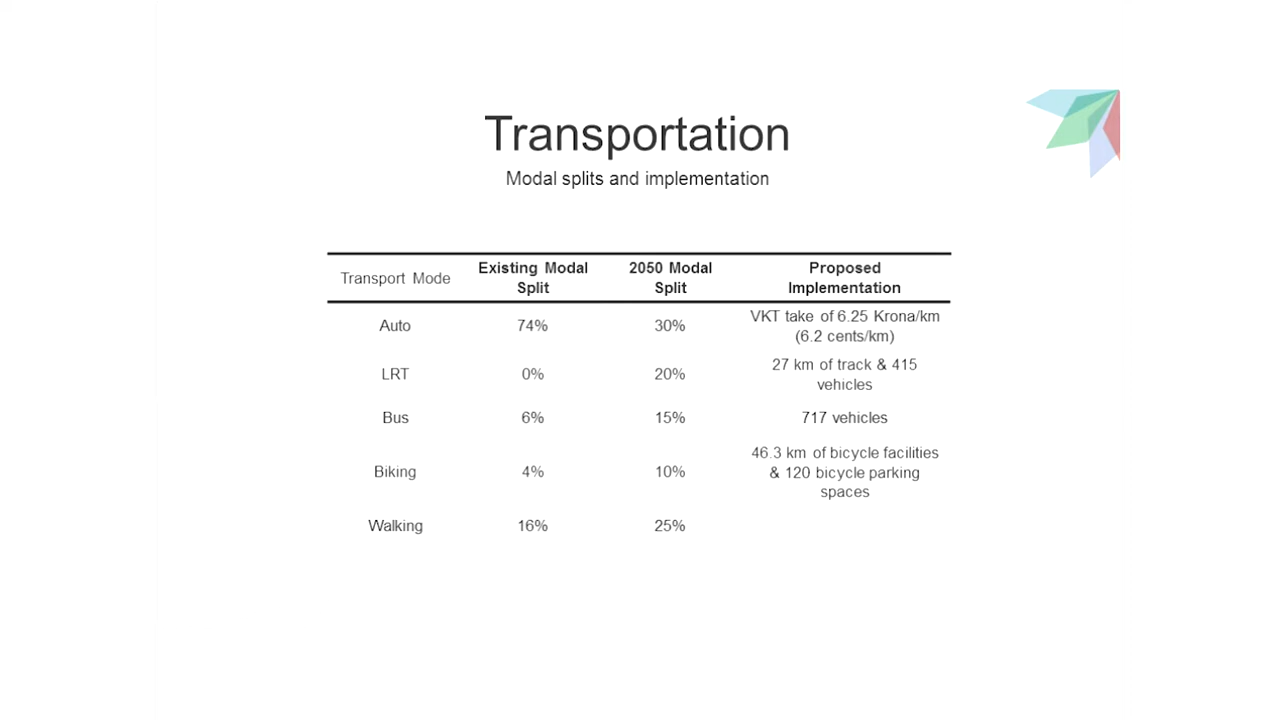 Transportation
Modal splits and implementation
Transport Mode
Existing Modal
Split
2050 Modal
Split
Proposed
Implementation
Auto
74%
30%
VKT take of 6.25 Krona/km
(6.2 cents/km)
LRT
0%
20%
27 km of track & 415
vehicles
Bus
6%
15%
717 vehicles
Biking
4%
10%
46.3 km of bicycle facilities
& 120 bicycle parking
spaces
Walking
16%
25%